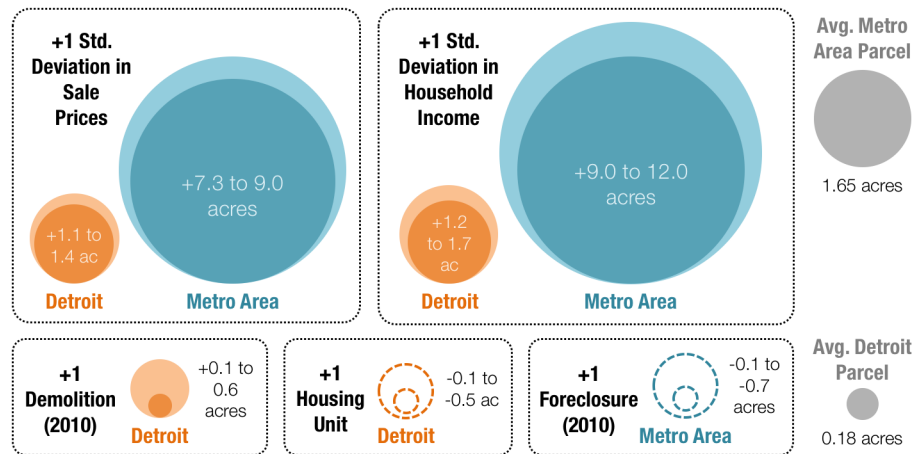 +1 Std.
Deviation in
Sale
Prices
+7.3 to 9.0
acres
+1.1 to
1.4 ac
Detroit
Metro Area
+1 Std.
Deviation in
Household
Income
+9.0 to 12.0
acres
+1.2
to 1.7
ac
Detroit
Metro Area
Avg. Metro
Area Parcel
1.65 acres
+1
Demolition
(2010)
+0.1 to
0.6
acres
Detroit
+1
Housing
Unit
-0.1 to
-0.5 ac
Detroit
+1
Foreclosure
(2010)
-0.1 to
-0.7
acres
Metro Area
Avg. Detroit
Parcel
0.18 acres